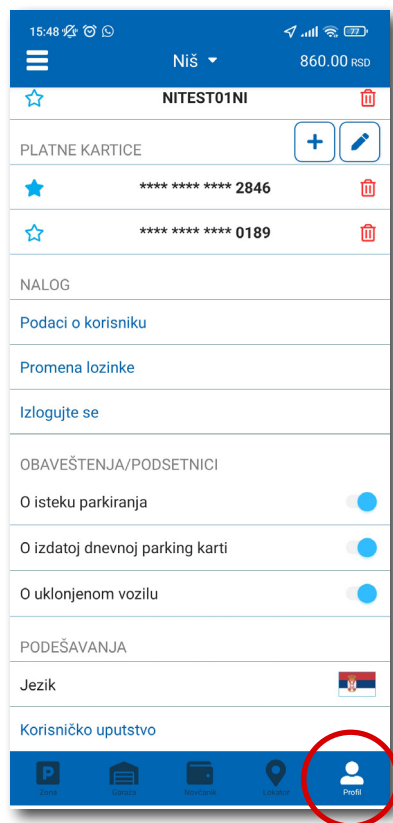 15:48
77
Niš
860.00 RSD
NITEST01NI
PLATNE KARTICE
**** **** **** 2846
**** **** **** 0189
NALOG
Podaci o korisniku
Promena lozinke
Izlogujte se
OBAVEŠTENJA/PODSETNICI
O isteku parkiranja
O izdatoj dnevnoj parking karti
O uklonjenom vozilu
PODEŠAVANJA
Jezik
Korisničko uputstvo
P
Zona Garaža Novčanik Lokator Profil